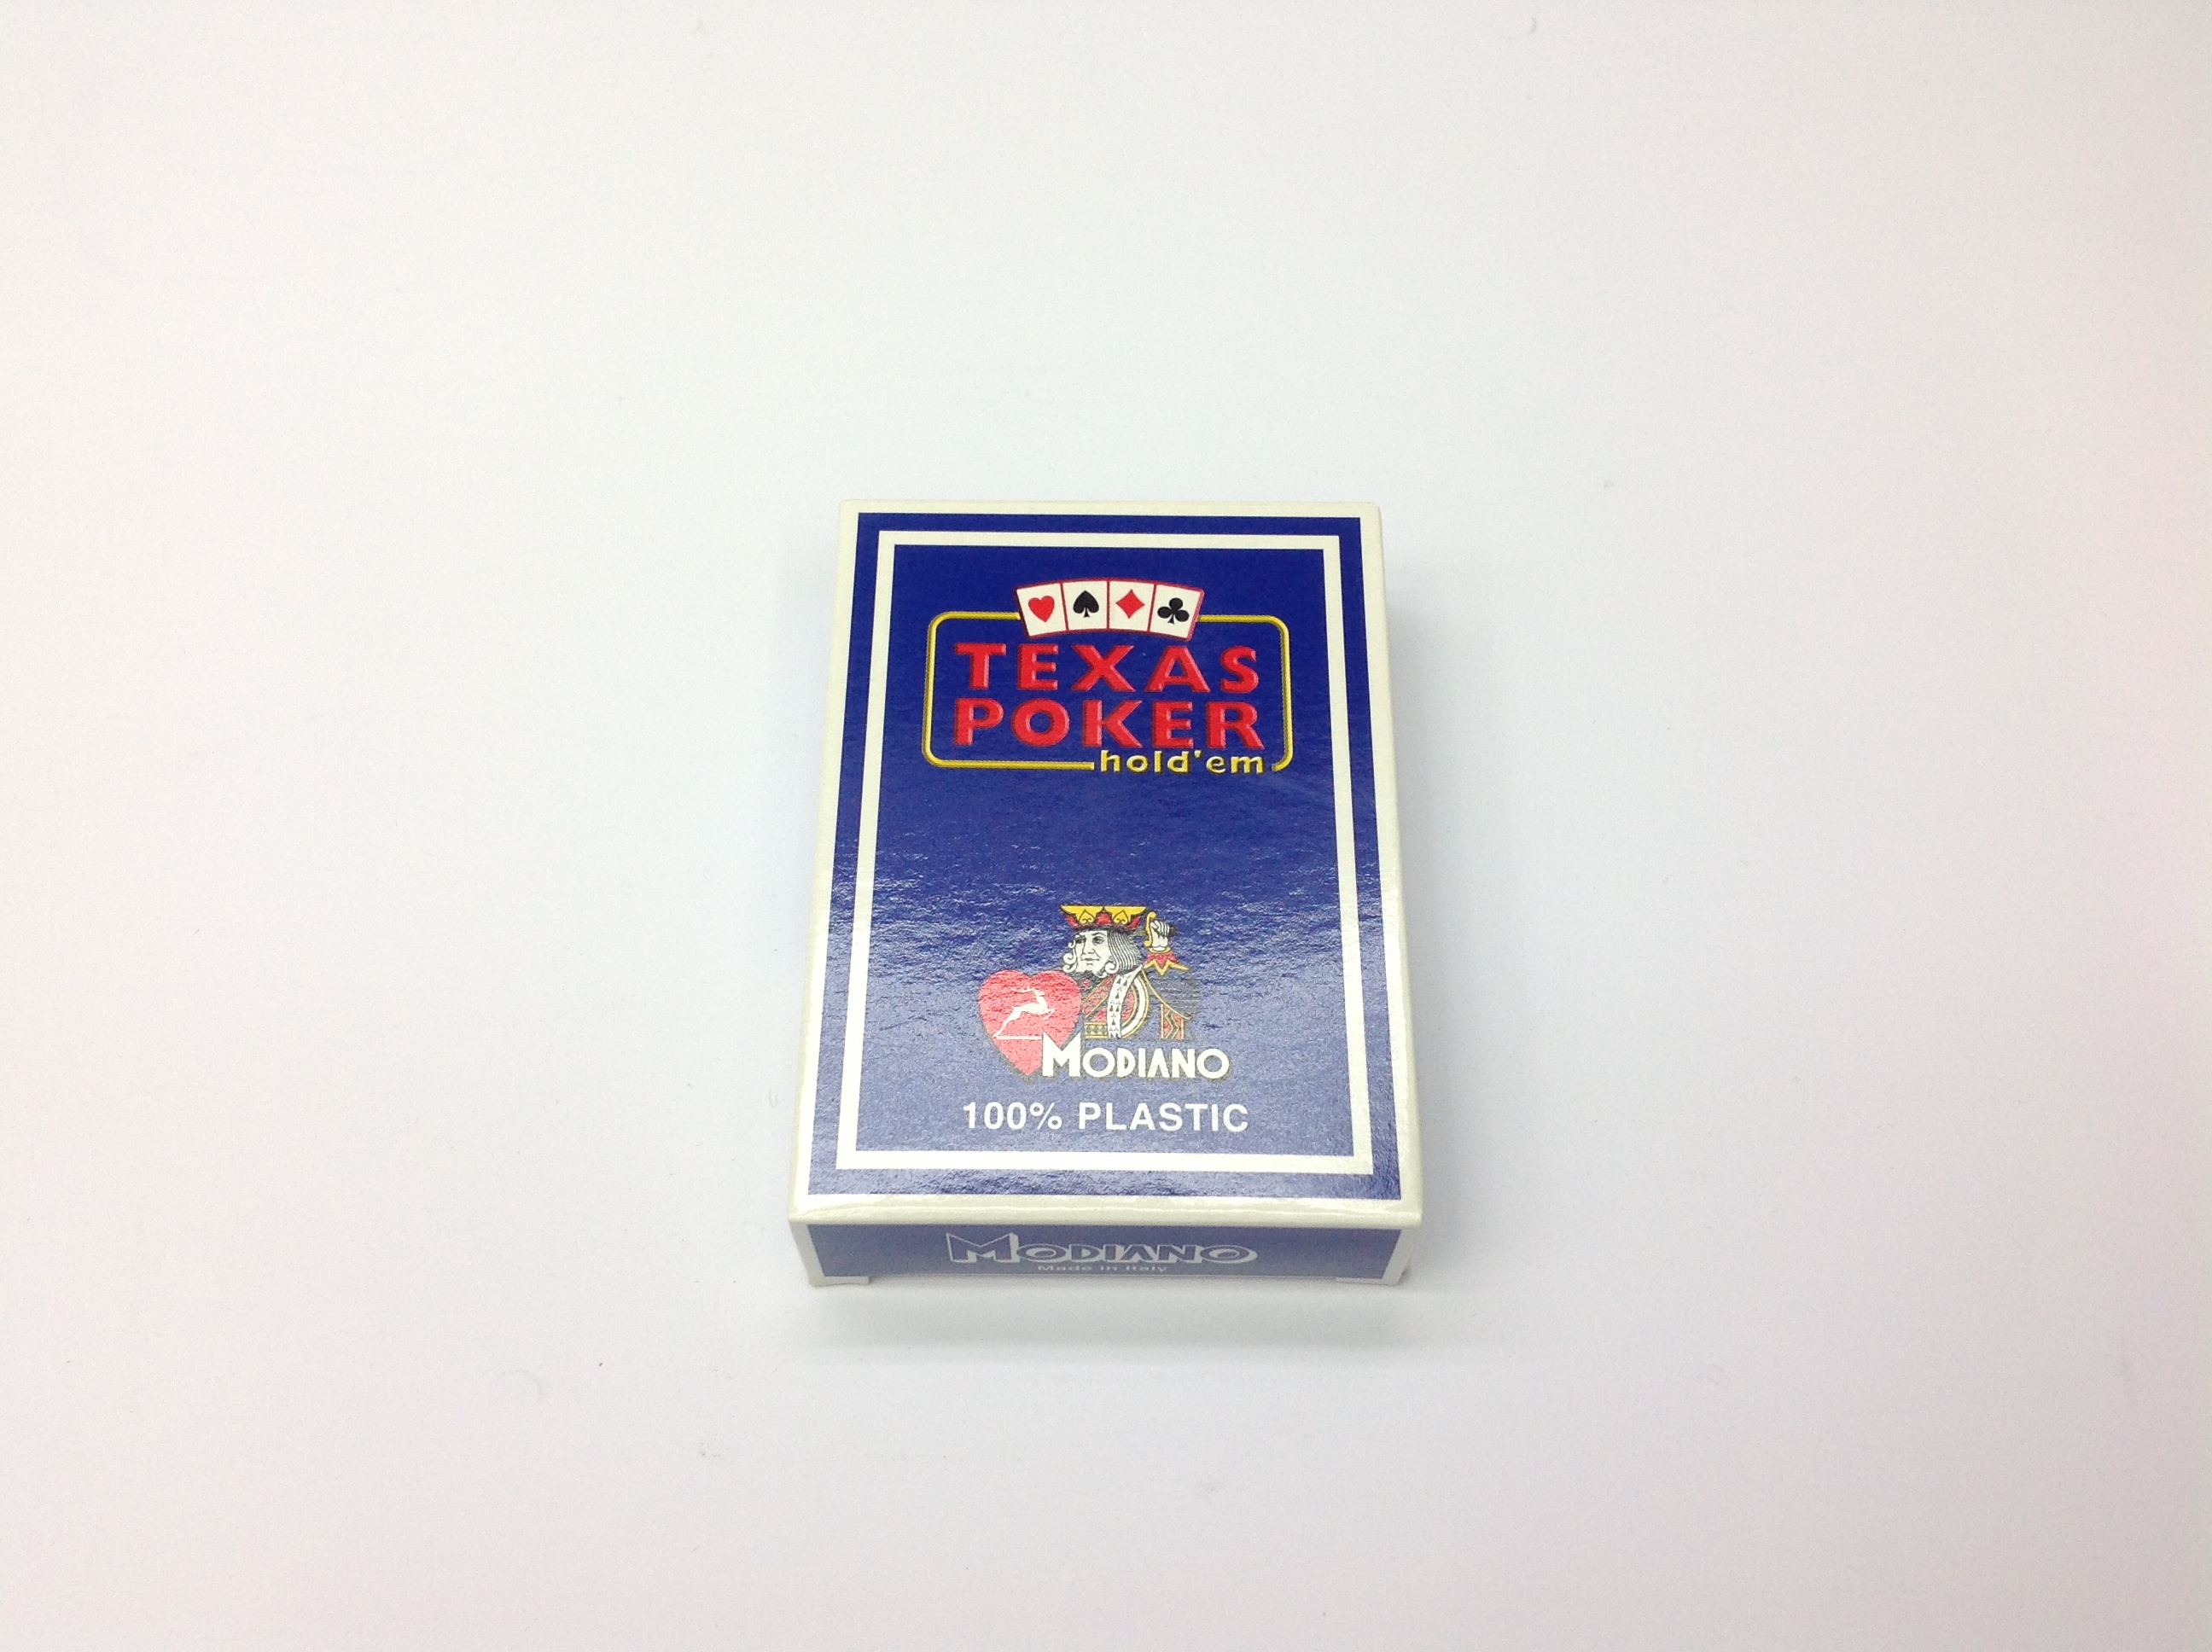 TEXAS
POKER
hold'em
MODIANO
100% PLASTIC
MODIANO
Made in Italy